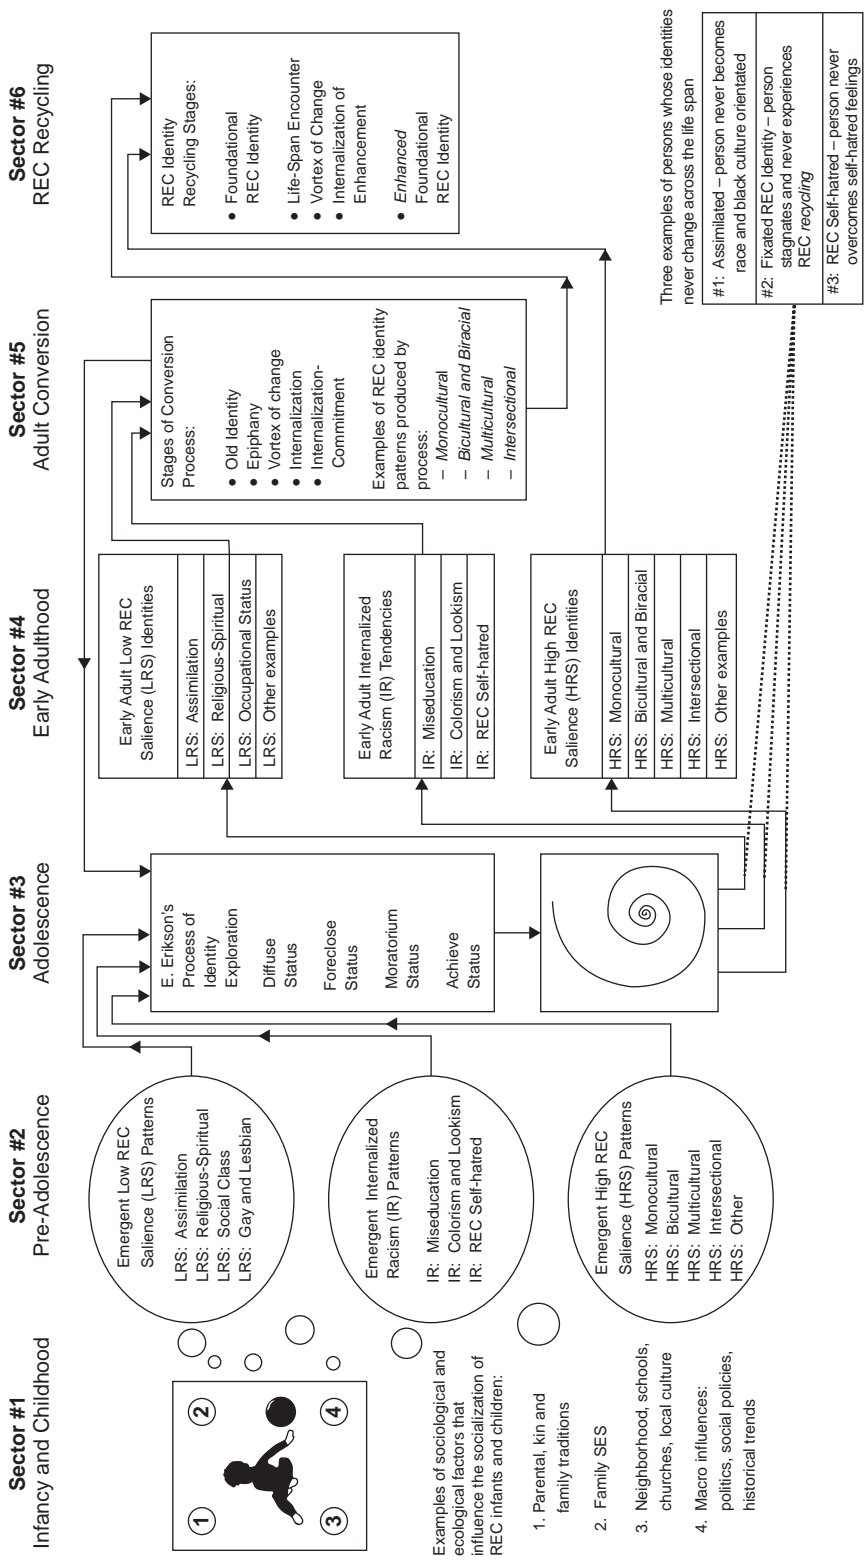 Sector #1
Infancy and Childhood
1
2
3
4
Examples of sociological and
ecological factors that
influence the socialization of
REC infants and children:
1. Parental, kin and
family traditions
2. Family SES
3. Neighborhood, schools,
churches, local culture
4. Macro influences:
politics, social policies,
historical trends
Sector #2
Pre-Adolescence
Emergent Low REC
Salience (LRS) Patterns
LRS: Assimilation
LRS: Religious-Spiritual
LRS: Social Class
LRS: Gay and Lesbian
Emergent Internalized
Racism (IR) Patterns
IR: Miseducation
IR: Colorism and Lookism
IR: REC Self-hatred
Emergent High REC
Salience (HRS) Patterns
HRS: Monocultural
HRS: Bicultural
HRS: Multicultural
HRS: Intersectional
HRS: Other
Sector #3
Adolescence
E. Erikson's
Process of
Identity
Exploration
Diffuse
Status
Foreclose
Status
Moratorium
Status
Achieve
Status
Sector #4
Early Adulthood
Early Adult Low REC
Salience (LRS) Identities
LRS: Assimilation
LRS: Religious-Spiritual
LRS: Occupational Status
LRS: Other examples
Early Adult Internalized
Racism (IR) Tendencies
IR: Miseducation
IR: Colorism and Lookism
IR: REC Self-hatred
Early Adult High REC
Salience (HRS) Identities
HRS: Monocultural
HRS: Bicultural and Biracial
HRS: Multicultural
HRS: Intersectional
HRS: Other examples
Sector #5
Adult Conversion
Stages of Conversion
Process:
• Old Identity
• Epiphany
• Vortex of change
• Internalization
• Internalization-
Commitment
Examples of REC identity
patterns produced by
process:
– Monocultural
– Bicultural and Biracial
– Multicultural
– Intersectional
Sector #6
REC Recycling
REC Identity
Recycling Stages:
• Foundational
REC Identity
• Life-Span Encounter
• Vortex of Change
• Internalization of
Enhancement
• Enhanced
Foundational
REC Identity
Three examples of persons whose identities
never change across the life span
#1: Assimilated – person never becomes
race and black culture orientated
#2: Fixated REC Identity – person
stagnates and never experiences
REC recycling
#3: REC Self-hatred – person never
overcomes self-hatred feelings